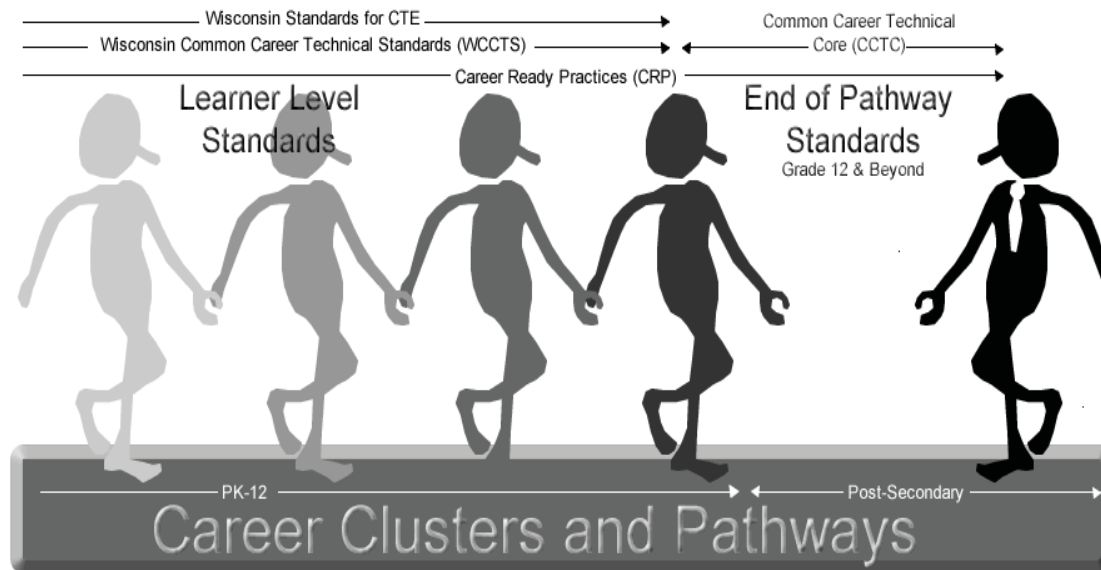 Wisconsin Standards for CTE
Common Career Technical
Wisconsin Common Career Technical Standards (WCCTS)
Core (CCTC)
Career Ready Practices (CRP)
Learner Level
Standards
End of Pathway
Standards
Grade 12 & Beyond
PK-12
Post-Secondary
Career Clusters and Pathways